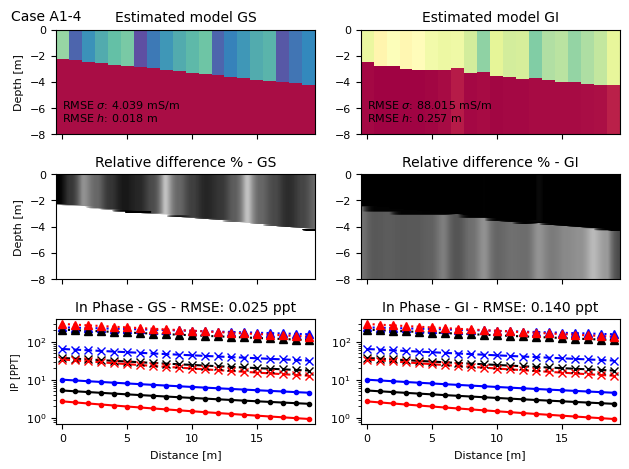 Case A1-4
Estimated model GS
Estimated model GI
0
−2
−4
−6
−8
Depth [m]
RMSE σ: 4.039 mS/m
RMSE h: 0.018 m
RMSE σ: 88.015 mS/m
RMSE h: 0.257 m
Relative difference % - GS
Relative difference % - GI
0
−2
−4
−6
−8
Depth [m]
In Phase - GS - RMSE: 0.025 ppt
In Phase - GI - RMSE: 0.140 ppt
10²
10¹
10⁰
IP [PPT]
10²
10¹
10⁰
0 5 10 15
0 5 10 15
Distance [m]
Distance [m]